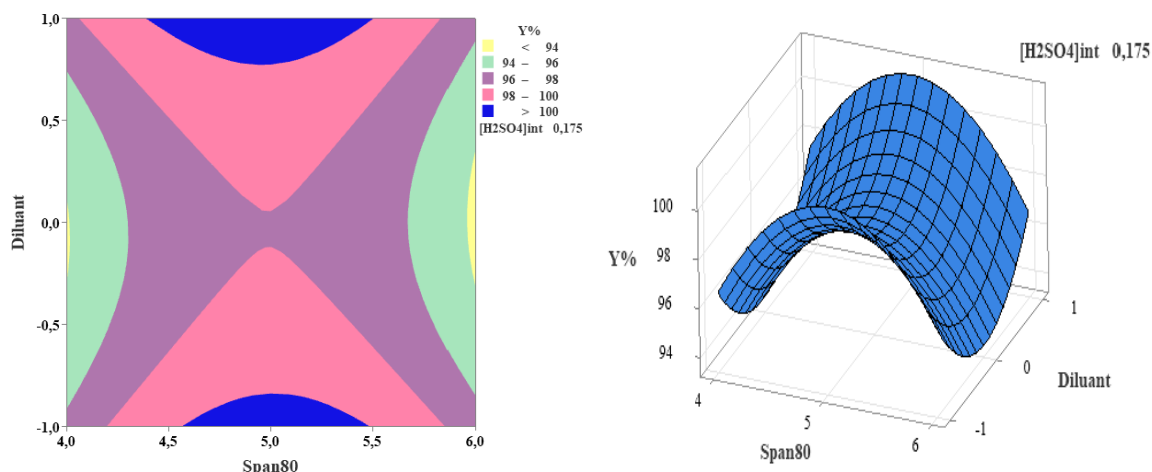 1,0
0,5
0,0
-0,5
-1,0
Diluant
4,0 4,5 5,0 5,5 6,0
Span80
Y%
< 94
94 – 96
96 – 98
98 – 100
> 100
[H2SO4]int 0,175
[H2SO4]int 0,175
100
98
96
94
Y%
4
5
6
Span80
1
0
-1
Diluant